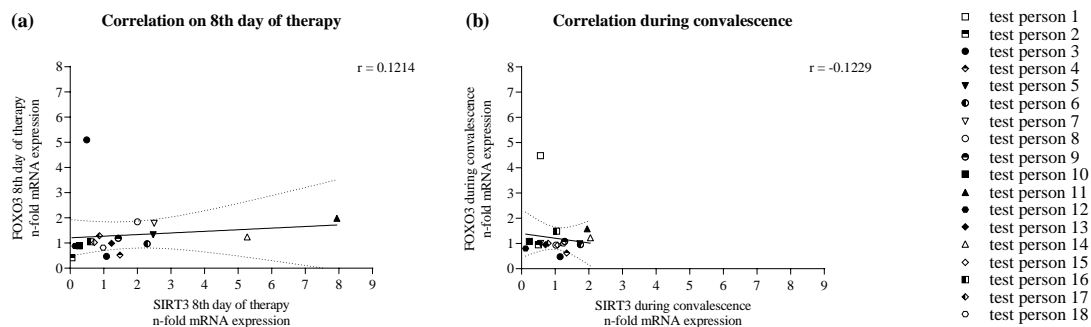 (a) Correlation on 8th day of therapy
r = 0.1214
FOXO3 8th day of therapy
n-fold mRNA expression
8
7
6
5
4
3
2
1
0
0 1 2 3 4 5 6 7 8 9
SIRT3 8th day of therapy
n-fold mRNA expression
(b) Correlation during convalescence
r = -0.1229
FOXO3 during convalescence
n-fold mRNA expression
8
7
6
5
4
3
2
1
0
0 1 2 3 4 5 6 7 8 9
SIRT3 during convalescence
n-fold mRNA expression
test person 1
test person 2
test person 3
test person 4
test person 5
test person 6
test person 7
test person 8
test person 9
test person 10
test person 11
test person 12
test person 13
test person 14
test person 15
test person 16
test person 17
test person 18